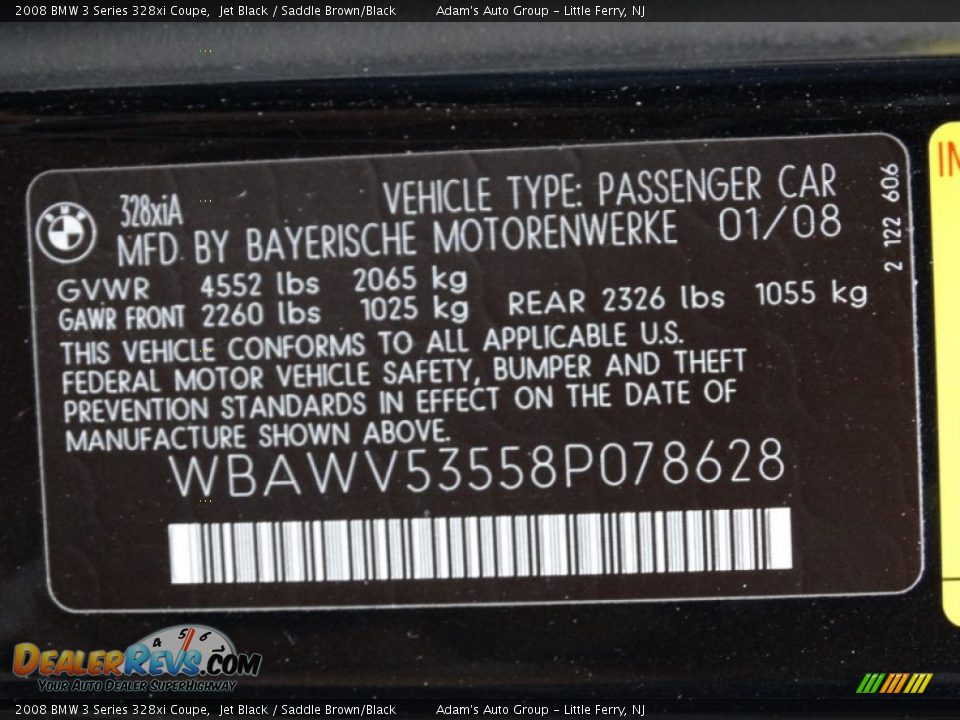 2008 BMW 3 Series 328xi Coupe,  Jet Black / Saddle Brown/Black  Adam's Auto Group - Little Ferry, NJ
328xiA
VEHICLE TYPE: PASSENGER CAR
MFD BY BAYERISCHE MOTORENWERKE 01/08
GVWR 4552 lbs 2065 kg
GAWR FRONT 2260 lbs 1025 kg REAR 2326 lbs 1055 kg
THIS VEHICLE CONFORMS TO ALL APPLICABLE U.S.
FEDERAL MOTOR VEHICLE SAFETY, BUMPER AND THEFT
PREVENTION STANDARDS IN EFFECT ON THE DATE OF
MANUFACTURE SHOWN ABOVE.
WBAWV53558P078628
2 122 606
4 5 6
DEALERREVS.COM
YOUR AUTO DEALER SUPERHIGHWAY
2008 BMW 3 Series 328xi Coupe,  Jet Black / Saddle Brown/Black  Adam's Auto Group - Little Ferry, NJ